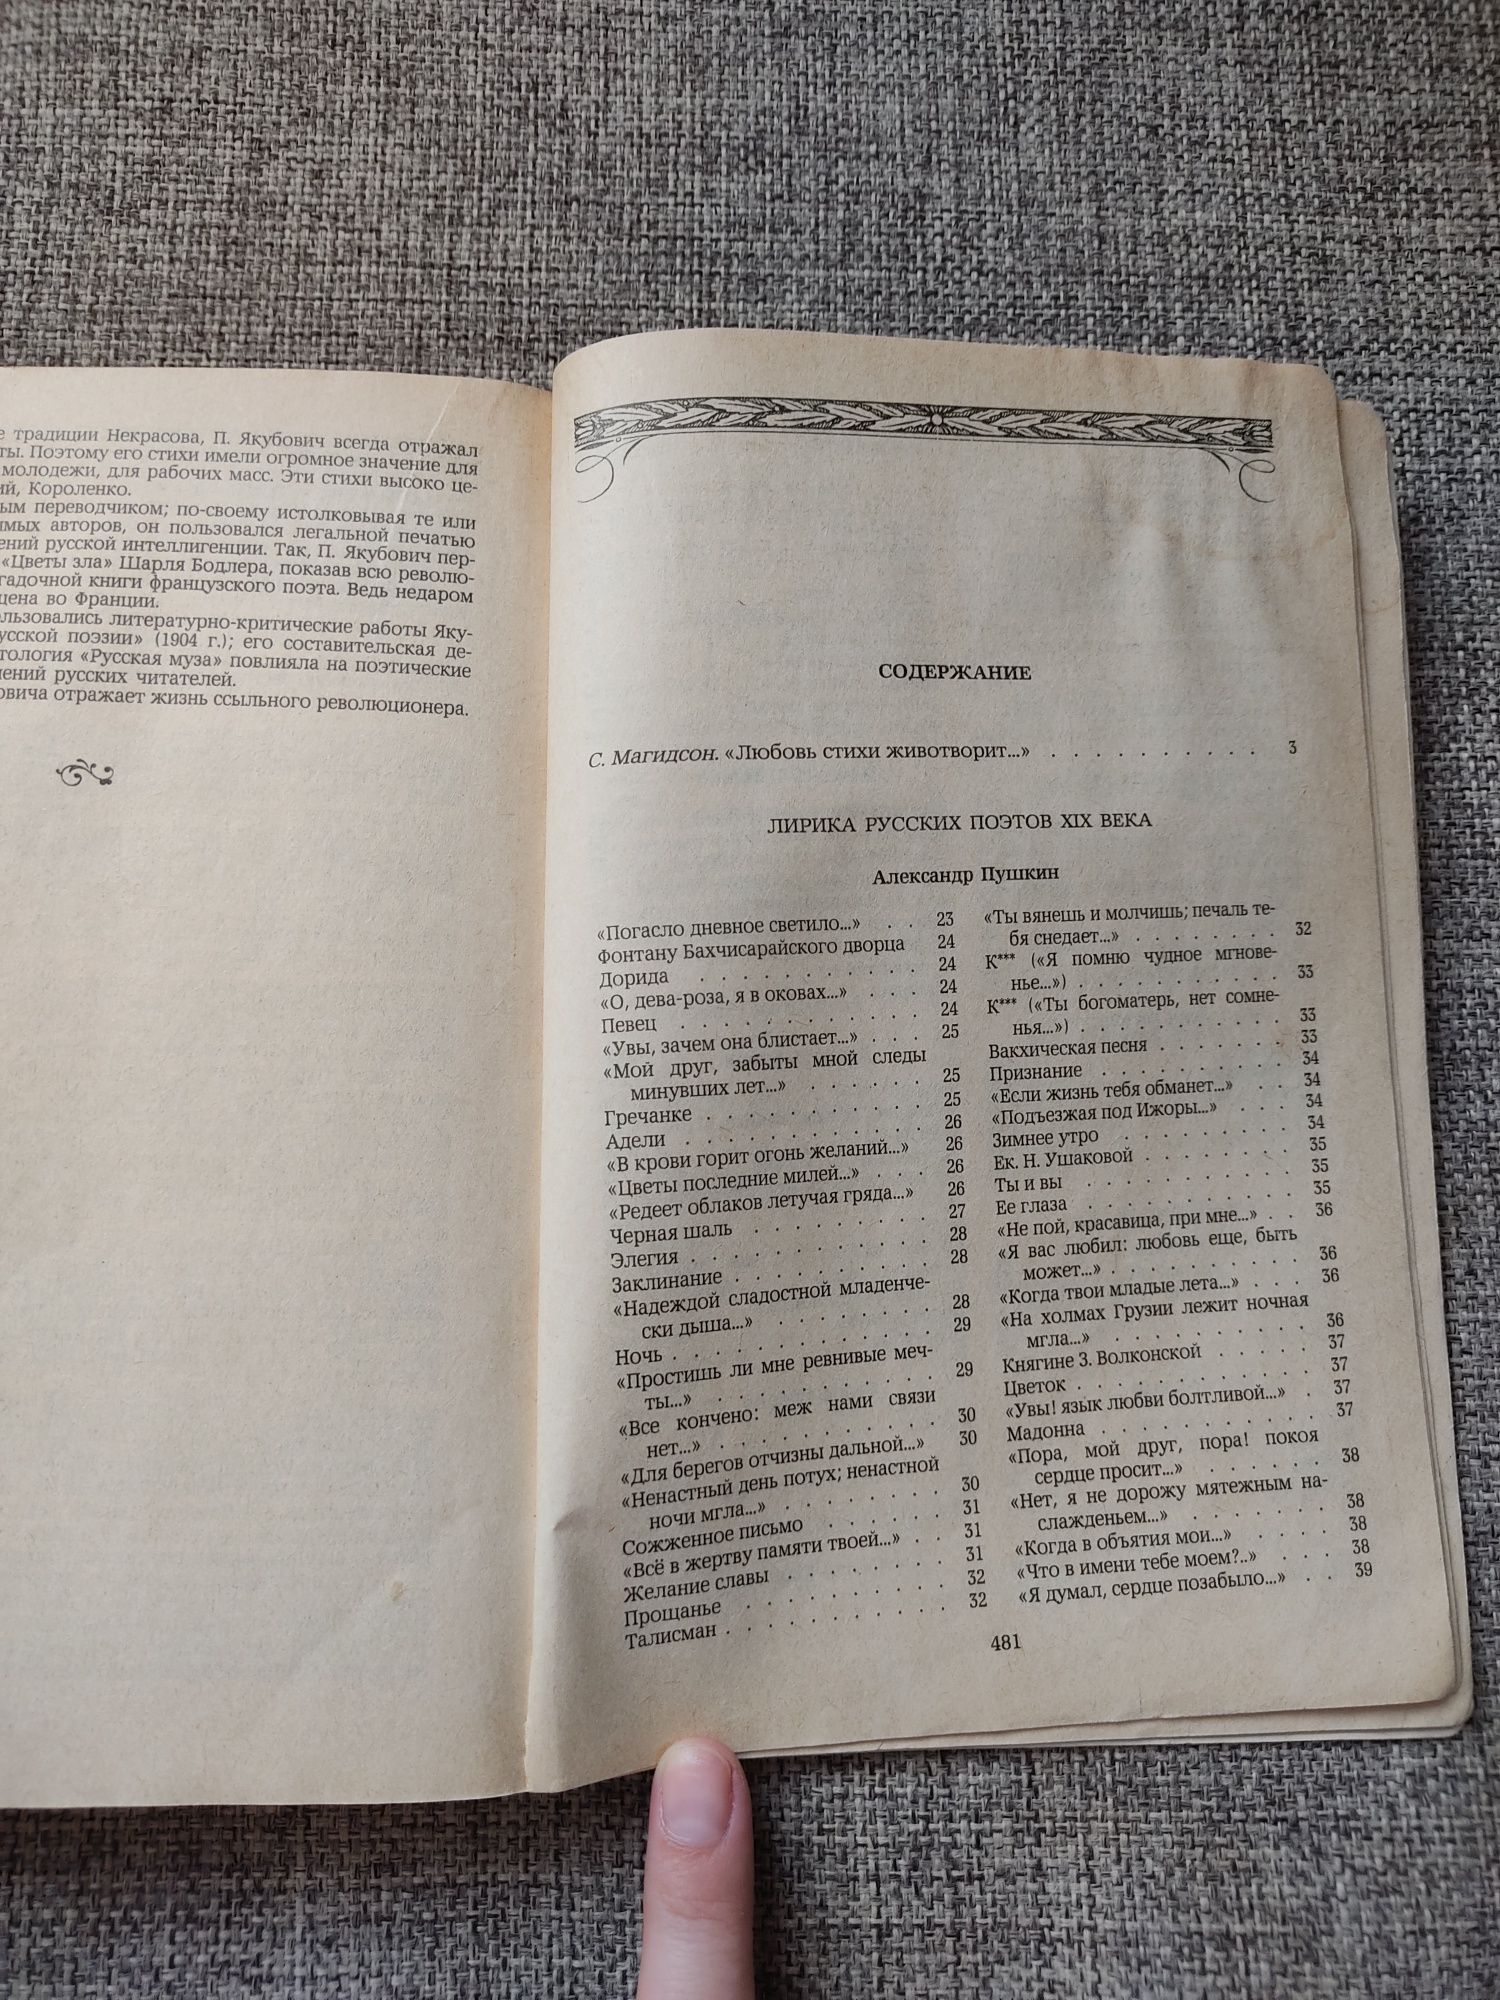 е традиции Некрасова, П. Якубович всегда отражал
ты. Поэтому его стихи имели огромное значение для
молодежи, для рабочих масс. Эти стихи высоко це-
ий, Короленко.
ым переводчиком; по-своему истолковывая те или
имых авторов, он пользовался легальной печатью
ений русской интеллигенции. Так, П. Якубович пер-
«Цветы зла» Шарля Бодлера, показав всю револю-
гадочной книги французского поэта. Ведь недаром
щена во Франции.
ользовались литературно-критические работы Яку-
усской поэзии» (1904 г.); его составительская де-
тология «Русская муза» повлияла на поэтические
лений русских читателей.
овича отражает жизнь ссыльного революционера.
СОДЕРЖАНИЕ
С. Магидсон. «Любовь стихи животворит...» . . . . . . . . . . 3
ЛИРИКА РУССКИХ ПОЭТОВ XIX ВЕКА
Александр Пушкин
«Погасло дневное светило...» . . 23
Фонтану Бахчисарайского дворца 24
Дорида . . . . . . . . . . 24
«О, дева-роза, я в оковах...» . . . 24
Певец . . . . . . . . . . . 24
«Увы, зачем она блистает...» . . . 25
«Мой друг, забыты мной следы
минувших лет...» . . . . . . 25
Гречанке . . . . . . . . . . 25
Адели . . . . . . . . . . . 26
«В крови горит огонь желаний...» 26
«Цветы последние милей...» . . . 26
«Редеет облаков летучая гряда...» 26
Черная шаль . . . . . . . . 27
Элегия . . . . . . . . . . . 28
Заклинание . . . . . . . . . 28
«Надеждой сладостной младенче-
ски дыша...» . . . . . . . 28
Ночь . . . . . . . . . . . . 29
«Простишь ли мне ревнивые меч-
ты...» . . . . . . . . . . 29
«Все кончено: меж нами связи
нет...» . . . . . . . . . . 30
«Для берегов отчизны дальной...» 30
«Ненастный день потух; ненастной
ночи мгла...» . . . . . . . . 30
Сожженное письмо . . . . . . 31
«Всё в жертву памяти твоей...» . . 31
Желание славы . . . . . . . . 31
Прощанье . . . . . . . . . 32
Талисман . . . . . . . . . . . 32
«Ты вянешь и молчишь; печаль те-
бя снедает...» . . . . . . . . 32
К*** («Я помню чудное мгнове-
нье...») . . . . . . . . . . . 33
К*** («Ты богоматерь, нет сомне-
нья...») . . . . . . . . . . . 33
Вакхическая песня . . . . . . . 33
Признание . . . . . . . . . . 34
«Если жизнь тебя обманет...» . . 34
«Подъезжая под Ижоры...» . . . 34
Зимнее утро . . . . . . . . . 34
Ек. Н. Ушаковой . . . . . . . . 35
Ты и вы . . . . . . . . . . 35
Ее глаза . . . . . . . . . . . 35
«Не пой, красавица, при мне...» . . 36
«Я вас любил: любовь еще, быть
может...» . . . . . . . . . . 36
«Когда твои младые лета...» . . . 36
«На холмах Грузии лежит ночная
мгла...» . . . . . . . . . . 36
Княгине З. Волконской . . . . . 37
Цветок . . . . . . . . . . . . 37
«Увы! язык любви болтливой...» . 37
Мадонна . . . . . . . . . . 37
«Пора, мой друг, пора! покоя
сердце просит...» . . . . . . 38
«Нет, я не дорожу мятежным на-
слажденьем...» . . . . . . . 38
«Когда в объятия мои...» . . . . 38
«Что в имени тебе моем?..» . . . 38
«Я думал, сердце позабыло...» . . 39
481